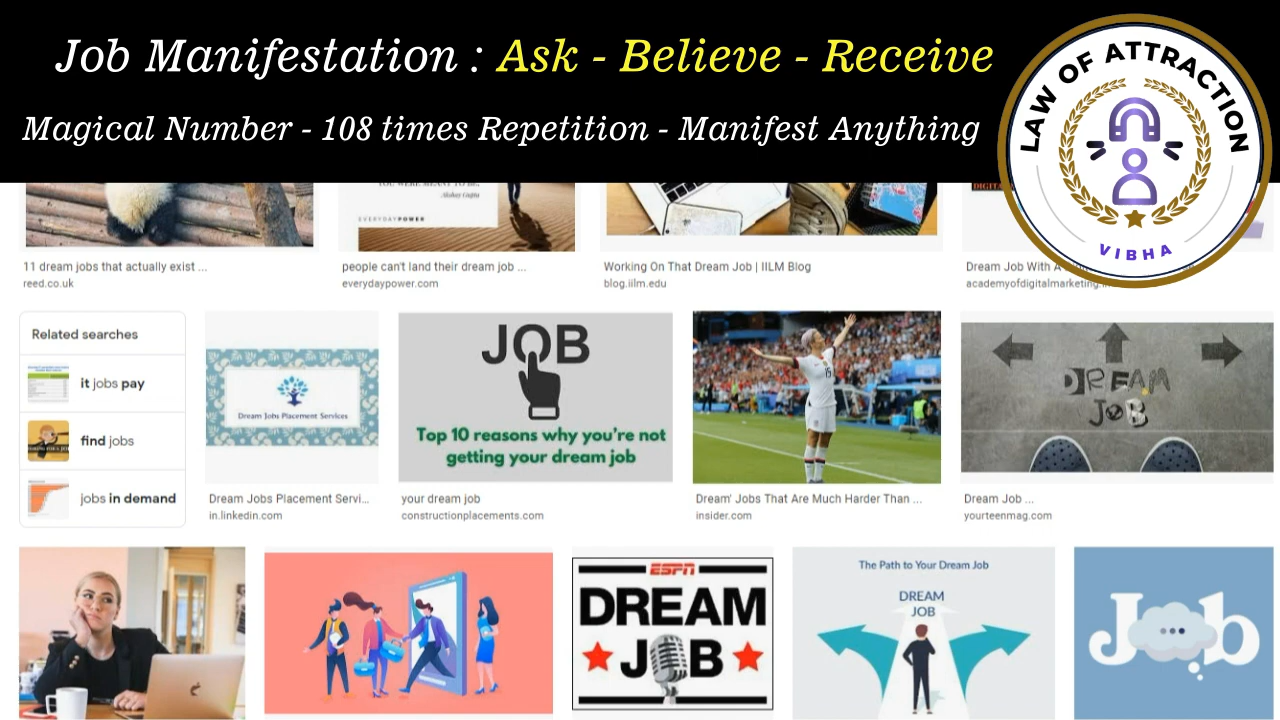 Job Manifestation : Ask - Believe - Receive
Magical Number - 108 times Repetition - Manifest Anything
LAW OF ATTRACTION
VIBHA
EVERYDAYPOWER
11 dream jobs that actually exist ...
reed.co.uk
people can't land their dream job ...
everydaypower.com
Working On That Dream Job | IILM Blog
blog.iilm.edu
Dream Job With A
academyofdigitalmarketing.
Related searches
it jobs pay
find jobs
jobs in demand
Dream Jobs Placement Services
Dream Jobs Placement Servi...
in.linkedin.com
JOB
Top 10 reasons why you're not
getting your dream job
your dream job
constructionplacements.com
15
Dream' Jobs That Are Much Harder Than ...
insider.com
DREAM
JOB
Dream Job ...
yourteenmag.com
ESPN
DREAM
JOB
The Path to Your Dream Job
DREAM
JOB
Job